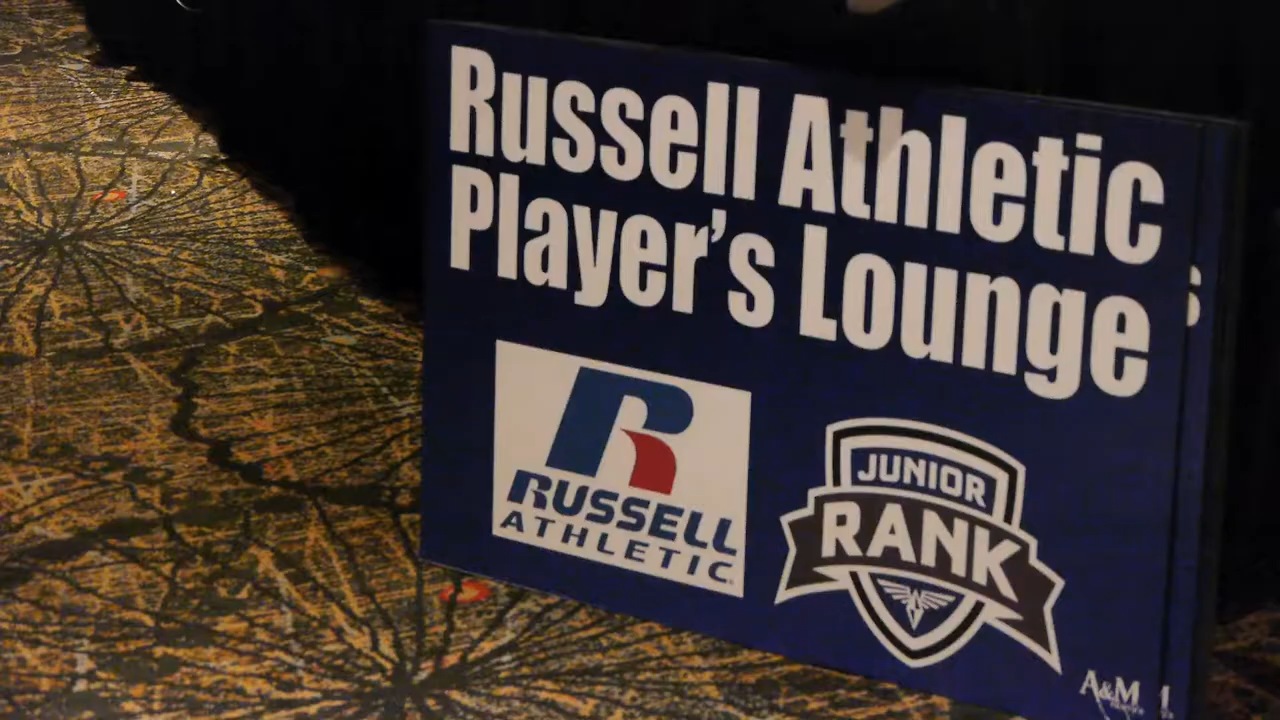 Russell Athletic
Player's Lounge
RUSSELL
ATHLETIC
JUNIOR
RANK
A&M